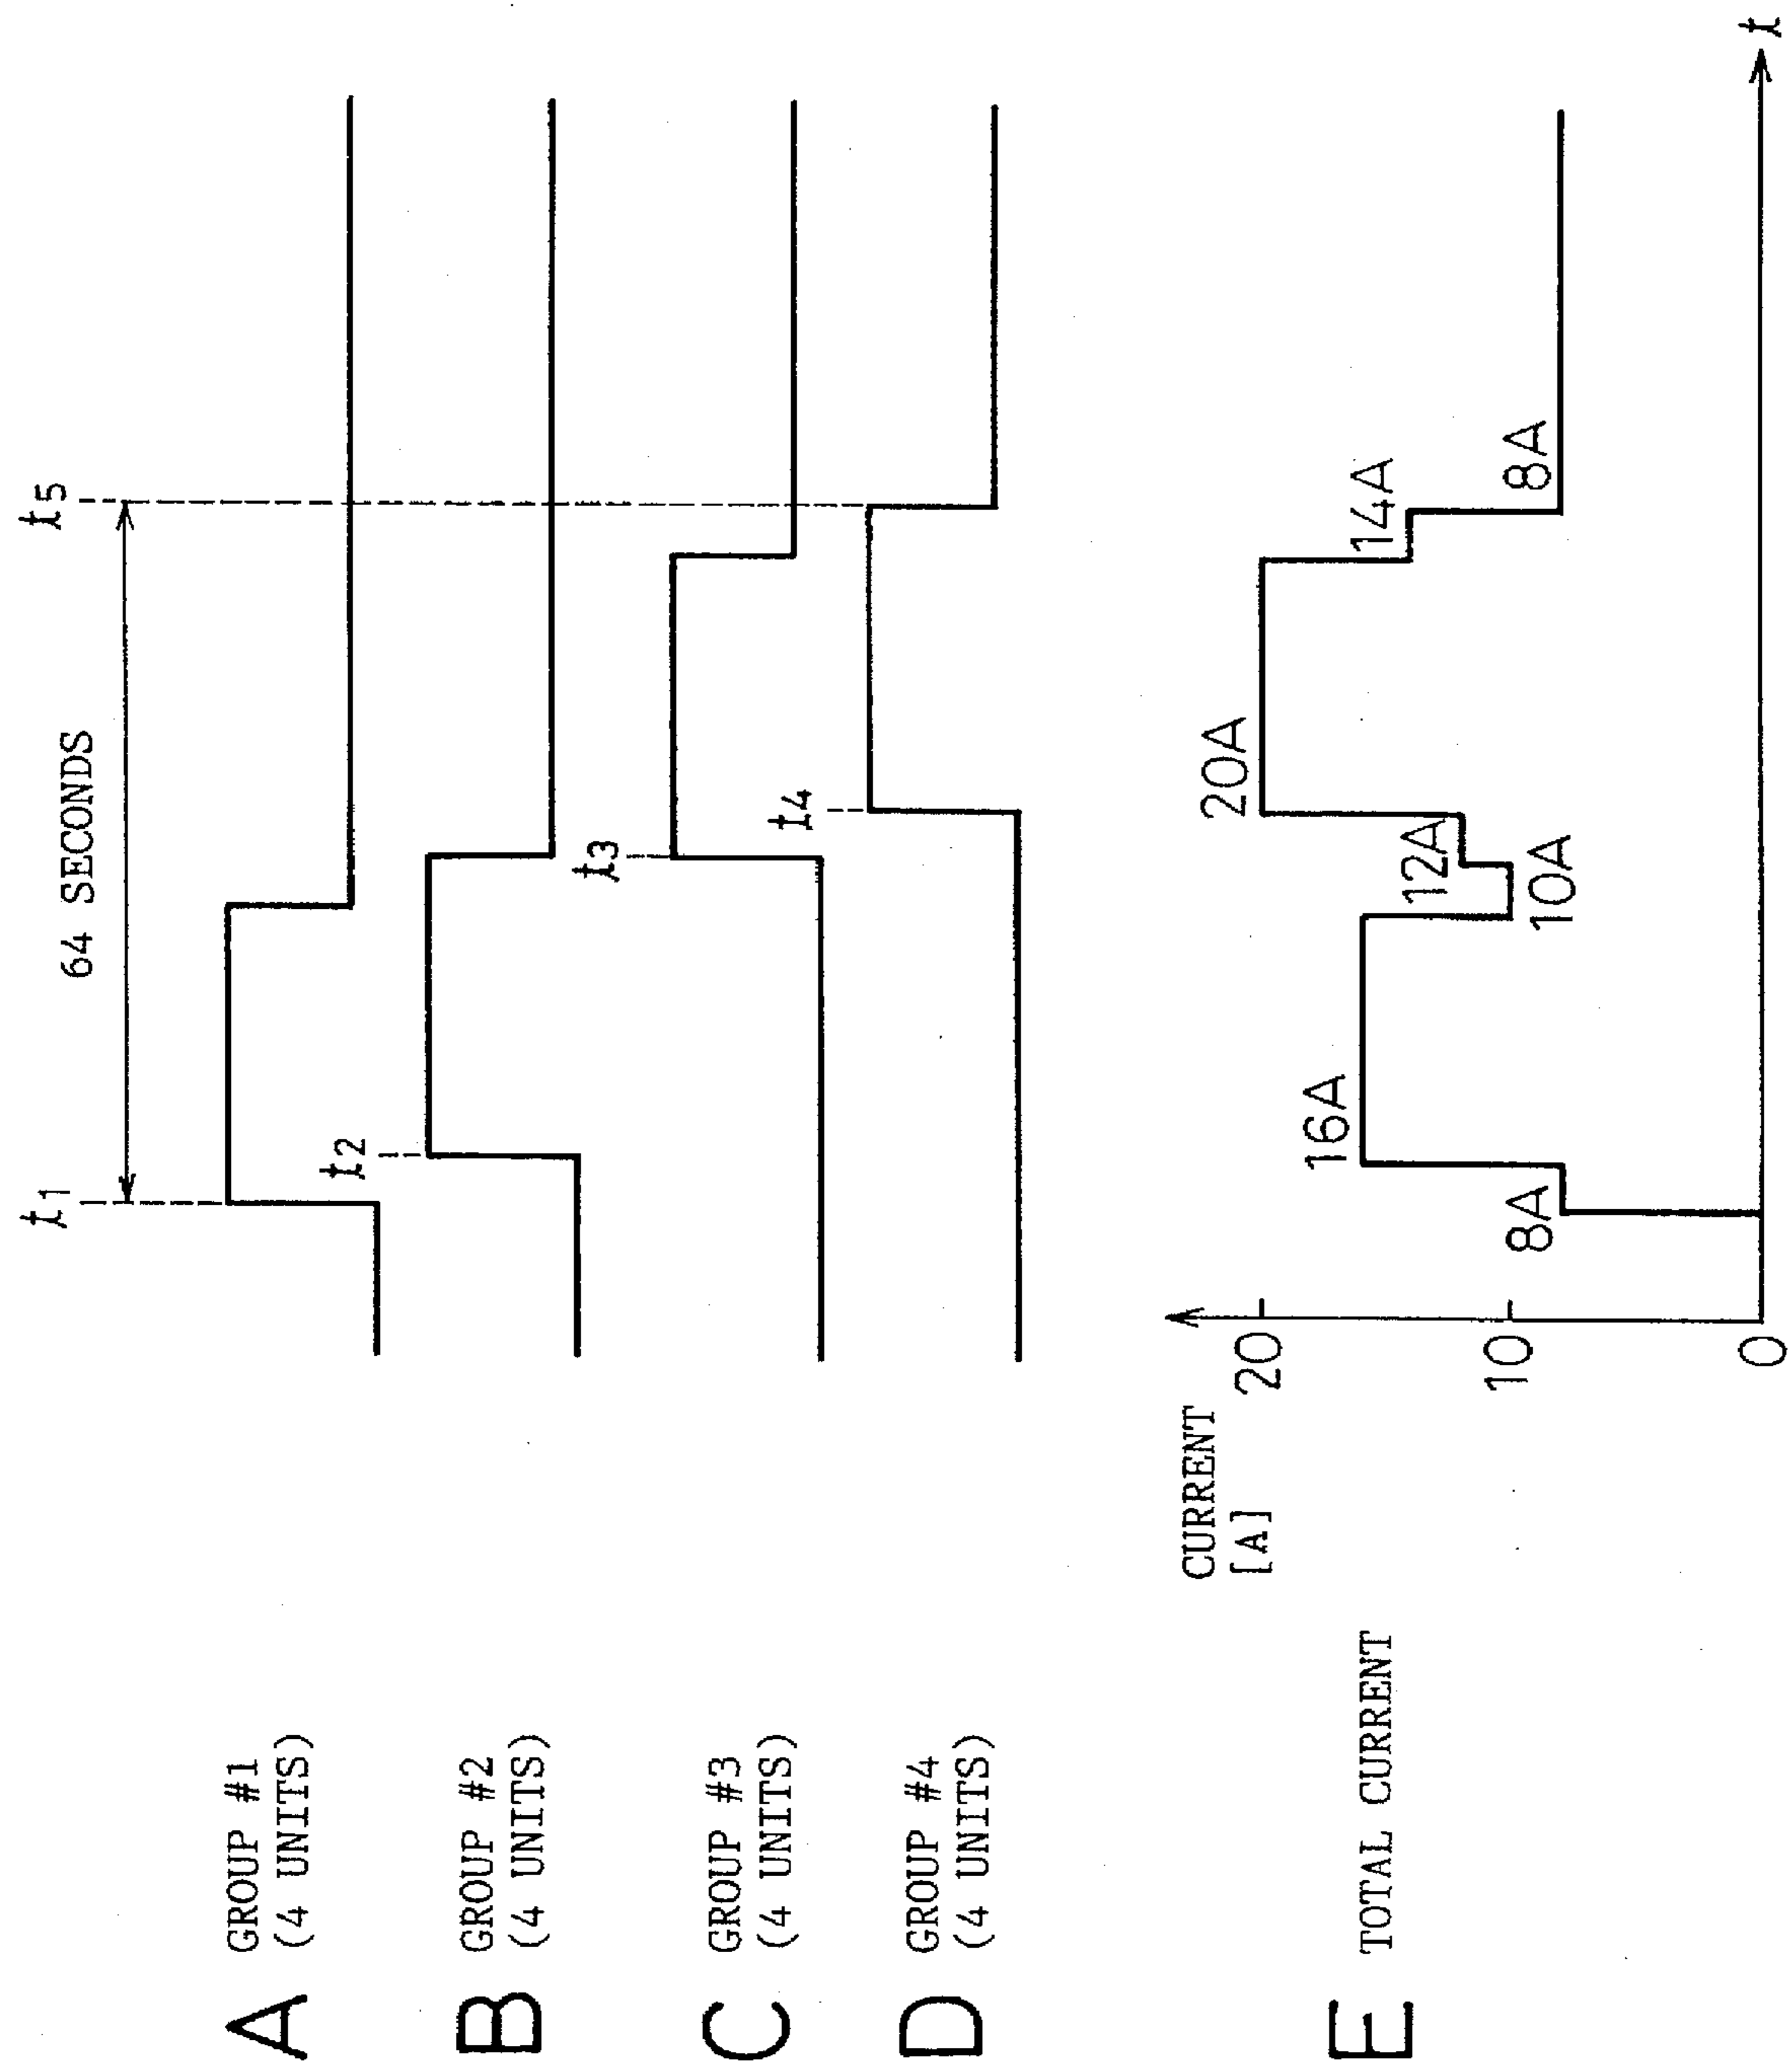 t1
t5
64 SECONDS
A GROUP #1
(4 UNITS)
t2
B GROUP #2
(4 UNITS)
t3
C GROUP #3
(4 UNITS)
t4
D GROUP #4
(4 UNITS)
CURRENT
[A]
20
10
0
8A
16A
10A
12A
20A
14A
8A
t
E TOTAL CURRENT